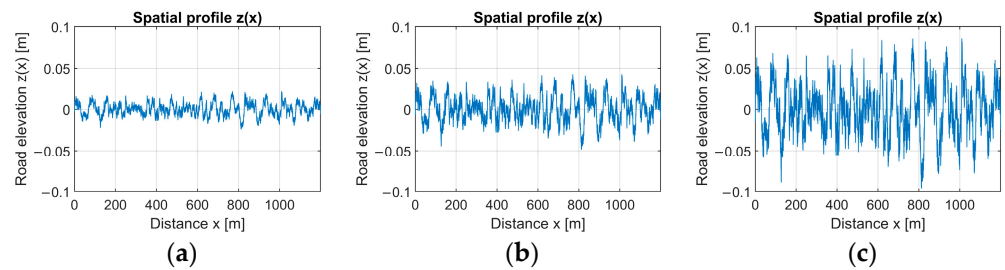 Spatial profile z(x)
Road elevation z(x) [m]
0.1
0.05
0
−0.05
−0.1
0 200 400 600 800 1000
Distance x [m]
(a)
Spatial profile z(x)
Road elevation z(x) [m]
0.1
0.05
0
−0.05
−0.1
0 200 400 600 800 1000
Distance x [m]
(b)
Spatial profile z(x)
Road elevation z(x) [m]
0.1
0.05
0
−0.05
−0.1
0 200 400 600 800 1000
Distance x [m]
(c)